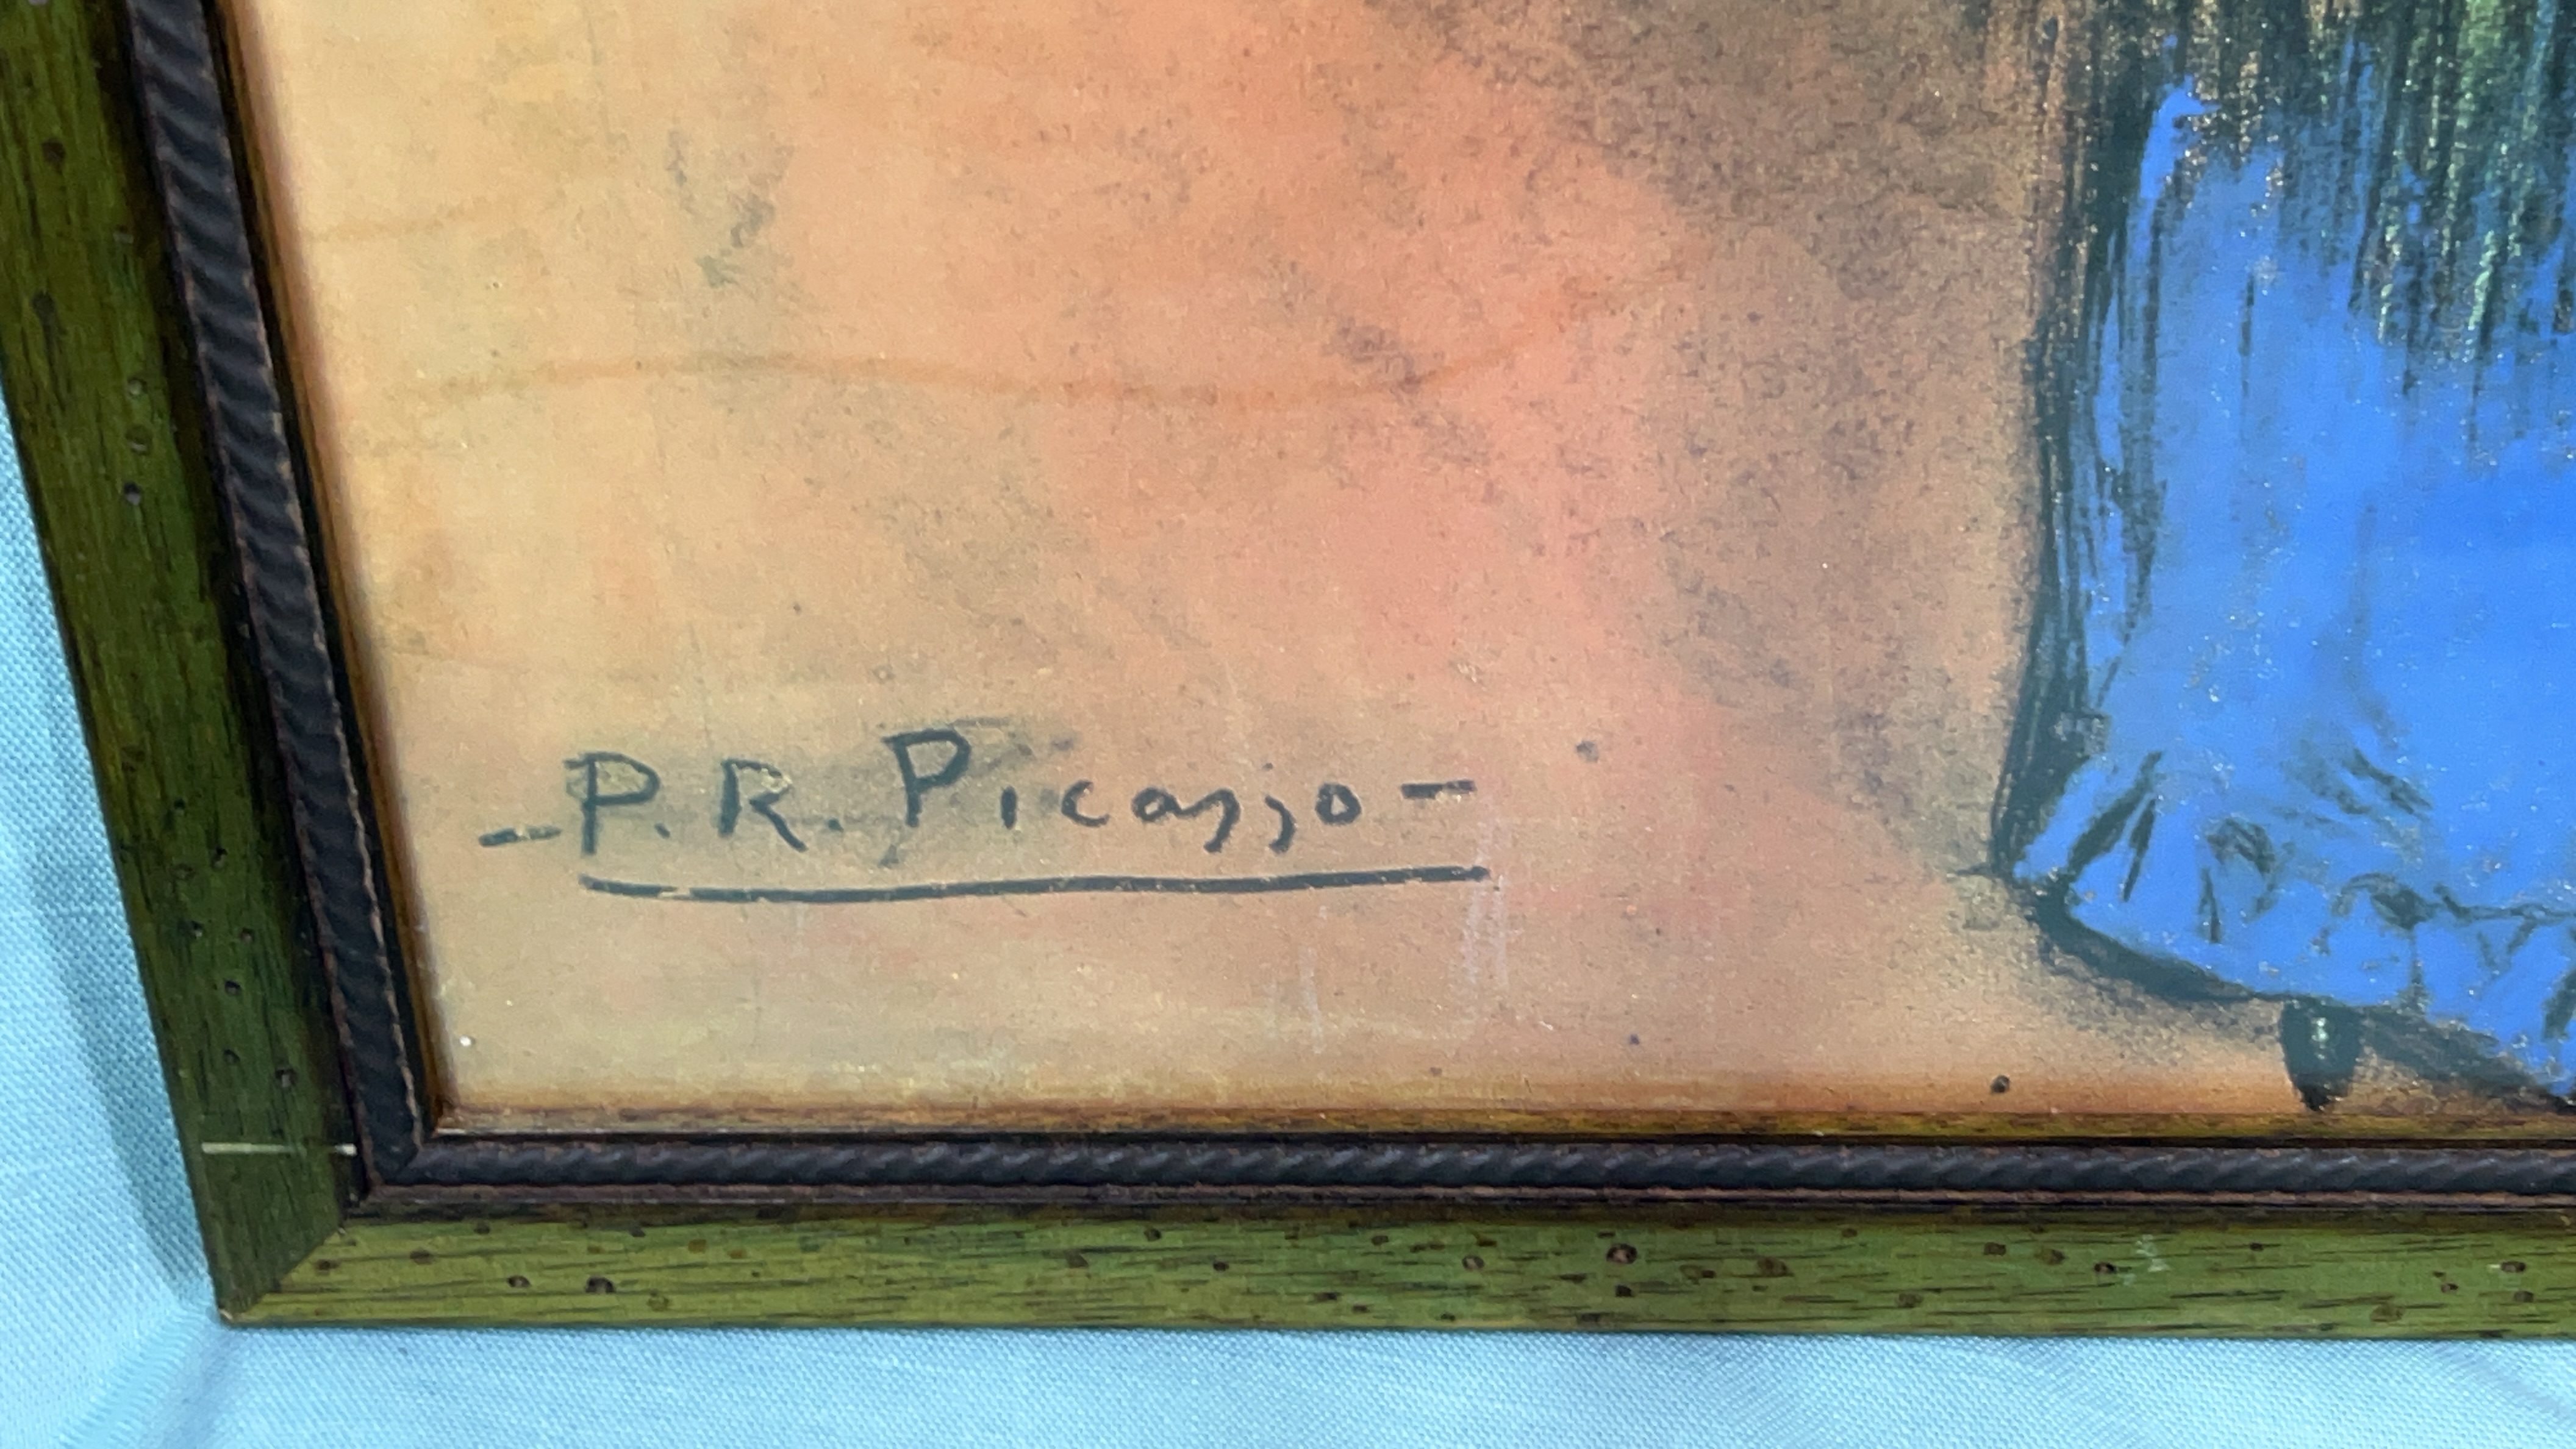 -P. R. Picasso-